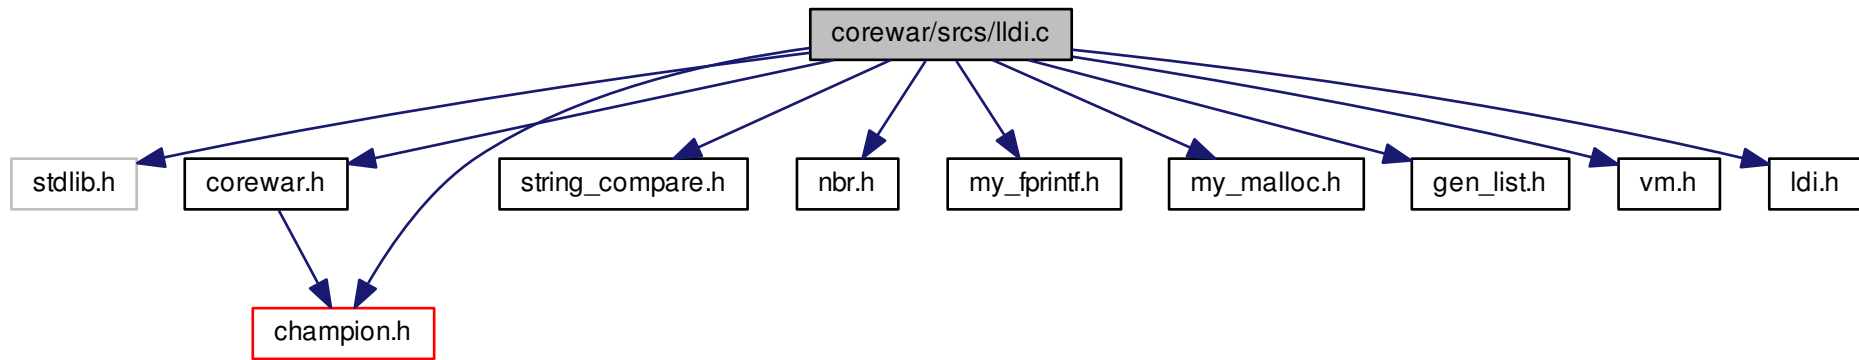 corewar/srcs/lldi.c
stdlib.h
corewar.h
string_compare.h
nbr.h
my_fprintf.h
my_malloc.h
gen_list.h
vm.h
ldi.h
champion.h